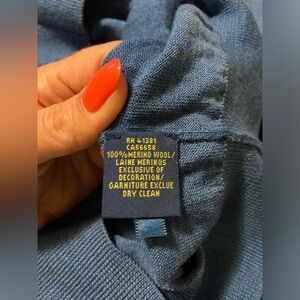 RN 41381
CA56658
100% MERINO WOOL/
LAINE MERINOS
EXCLUSIVE OF
DECORATION/
GARNITURE EXCLUE
DRY CLEAN